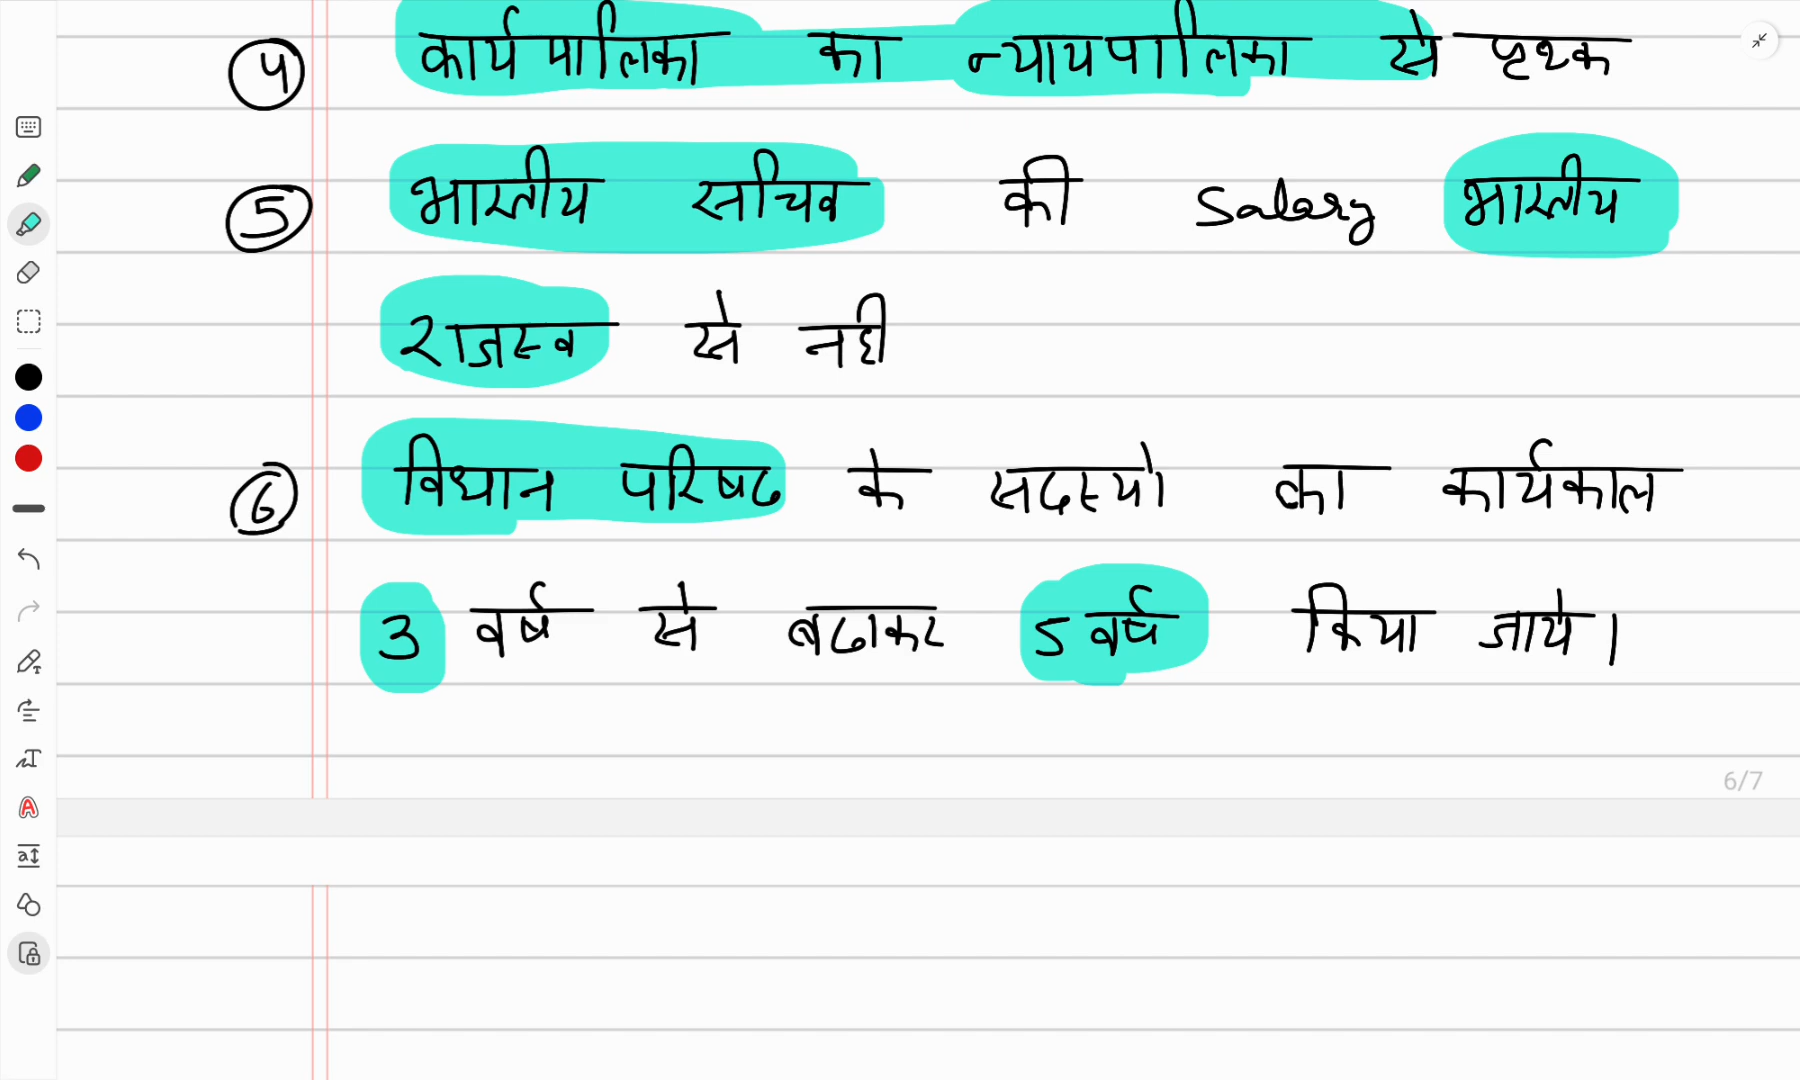 ④ कार्यपालिका का न्यायपालिका से पृथक
⑤ भारतीय सचिव की Salary भारतीय
राजस्व से नही
⑥ विधान परिषद के सदस्यो का कार्यकाल
3 वर्ष से बढाकर 5 वर्ष किया जाये।
6/7